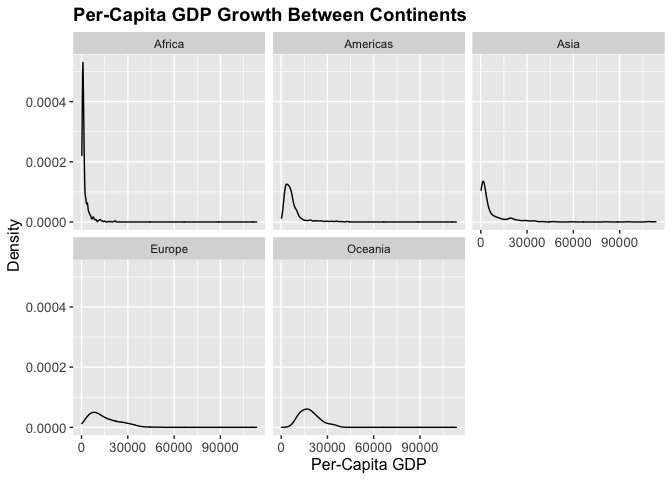 Per-Capita GDP Growth Between Continents
Africa Americas Asia
0.0004
0.0002
0.0000
0 30000 60000 90000
Density
Europe Oceania
0.0004
0.0002
0.0000
0 30000 60000 90000 0 30000 60000 90000
Per-Capita GDP